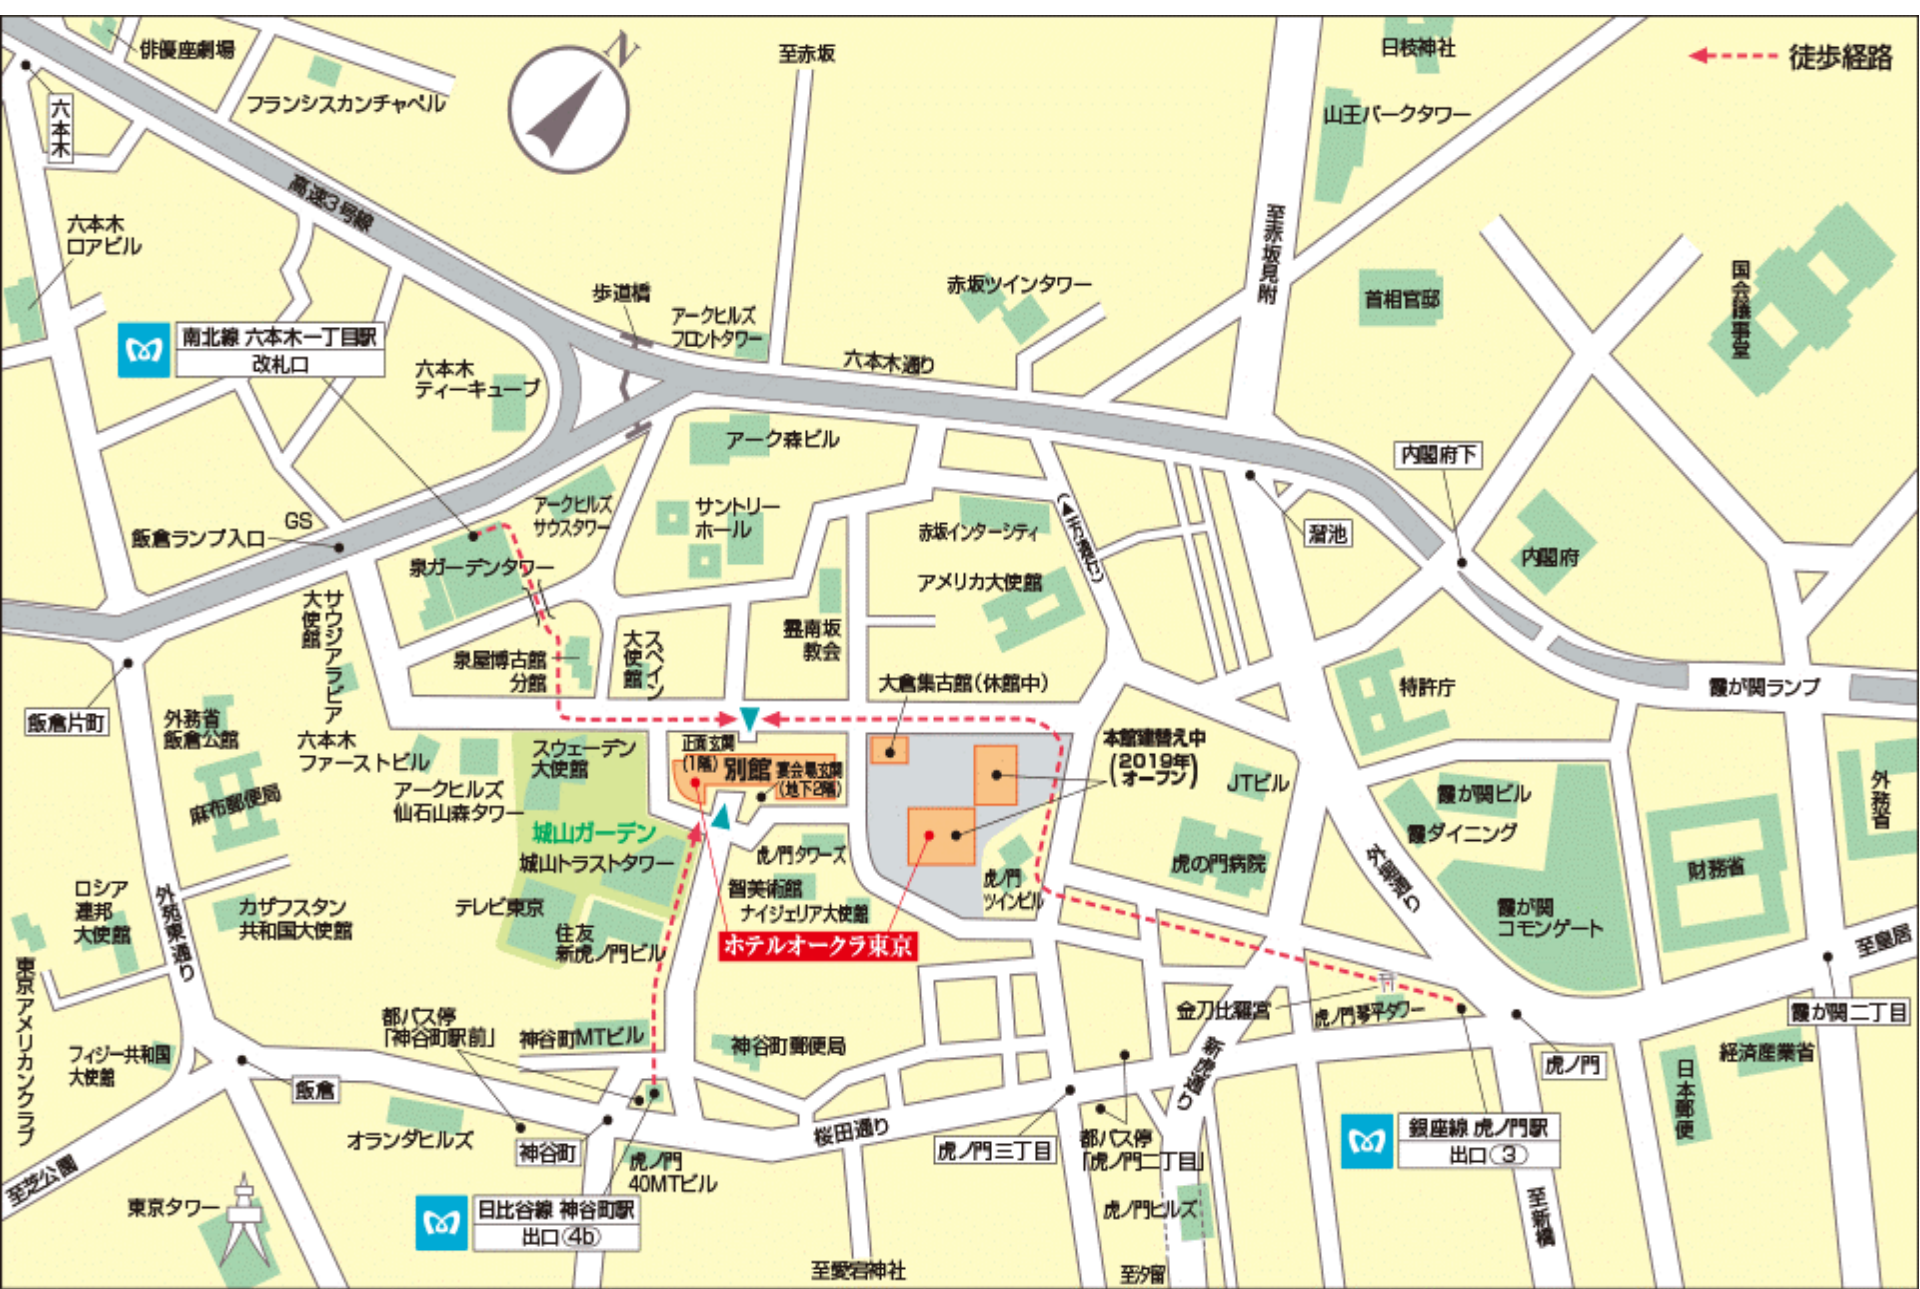 俳優座劇場
フランシスカンチャペル
N
至赤坂
日枝神社
徒歩経路
山王パークタワー
六本木
高速3号線
六本木
ロアビル
至赤坂見附
国会議事堂
首相官邸
歩道橋
アークヒルズ
フロントタワー
赤坂ツインタワー
南北線 六本木一丁目駅
改札口
六本木
ティーキューブ
六本木通り
アーク森ビル
内閣府下
GS
飯倉ランプ入口
アークヒルズ
サウスタワー
サントリー
ホール
赤坂インターシティ
溜池
内閣府
泉ガーデンタワー
アメリカ大使館
サウジアラビア
大使館
泉屋博古館
分館
スペイン
大使館
霊南坂
教会
大倉集古館(休館中)
特許庁
霞が関ランプ
飯倉片町
外務省
飯倉公館
六本木
ファーストビル
スウェーデン
大使館
正面玄関
(1階)
別館
宴会場玄関
(地下2階)
本館建替え中
(2019年
オープン)
JTビル
霞が関ビル
外務省
麻布郵便局
アークヒルズ
仙石山森タワー
城山ガーデン
城山トラストタワー
虎ノ門タワーズ
霞ダイニング
虎の門病院
外堀通り
財務省
ロシア
連邦
大使館
外苑東通り
カザフスタン
共和国大使館
テレビ東京
住友
新虎ノ門ビル
智美術館
ナイジェリア大使館
虎ノ門
ツインビル
霞が関
コモンゲート
ホテルオークラ東京
至皇居
東京アメリカンクラブ
都バス停
「神谷町駅前」
神谷町MTビル
神谷町郵便局
金刀比羅宮
虎ノ門琴平タワー
霞が関二丁目
フィジー共和国
大使館
飯倉
新虎通り
虎ノ門
経済産業省
日本郵便
オランダヒルズ
神谷町
桜田通り
虎ノ門三丁目
都バス停
「虎ノ門二丁目」
銀座線 虎ノ門駅
出口③
至芝公園
虎ノ門
40MTビル
東京タワー
日比谷線 神谷町駅
出口4b
虎ノ門ヒルズ
至新橋
至愛宕神社
至汐留